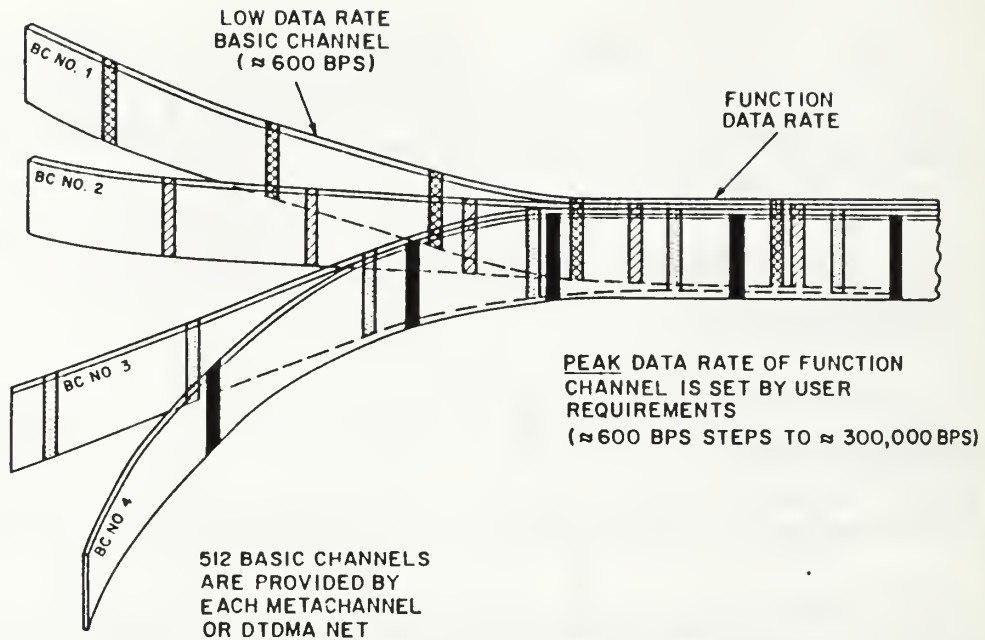 LOW DATA RATE
BASIC CHANNEL
(≈600 BPS)
FUNCTION
DATA RATE
BC NO. 1
BC NO. 2
BC NO 3
BC NO 4
PEAK DATA RATE OF FUNCTION
CHANNEL IS SET BY USER
REQUIREMENTS
(≈600 BPS STEPS TO ≈ 300,000 BPS)
512 BASIC CHANNELS
ARE PROVIDED BY
EACH METACHANNEL
OR DTDMA NET